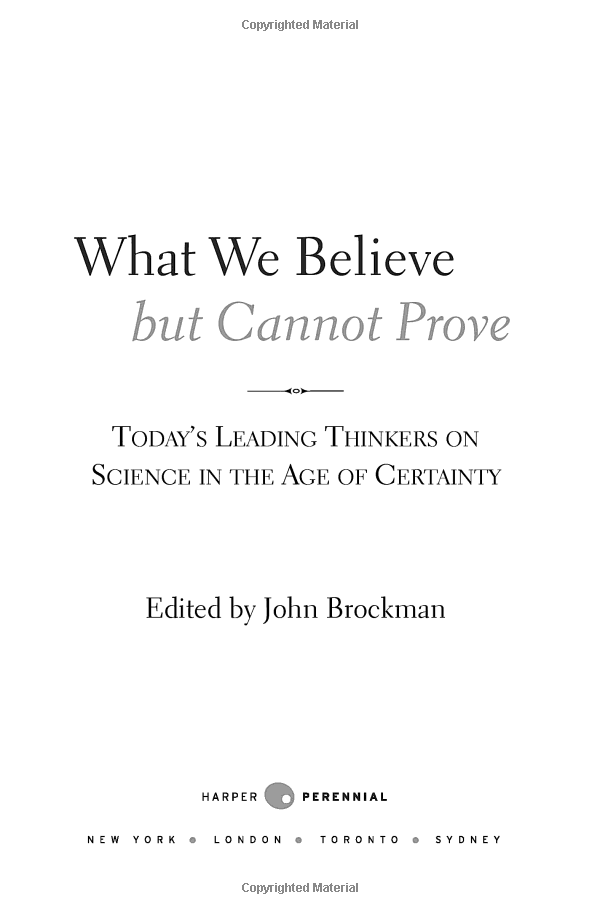 Copyrighted Material
What We Believe
but Cannot Prove
TODAY'S LEADING THINKERS ON
SCIENCE IN THE AGE OF CERTAINTY
Edited by John Brockman
HARPER PERENNIAL
NEW YORK • LONDON • TORONTO • SYDNEY
Copyrighted Material